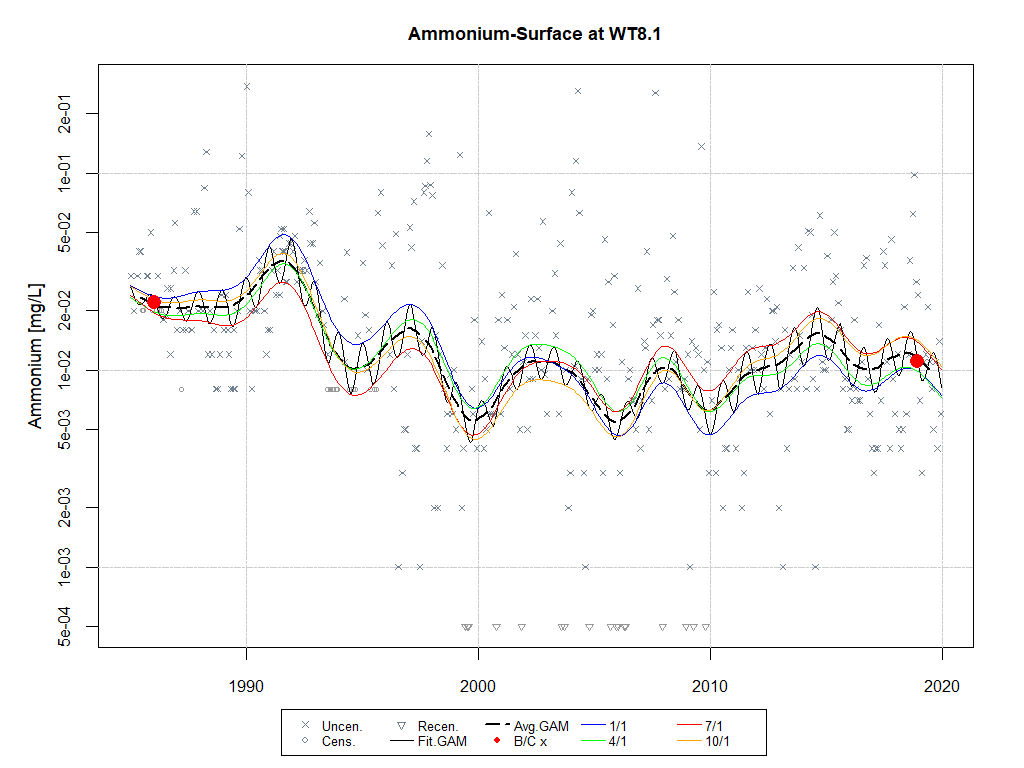 Ammonium-Surface at WT8.1
Ammonium [mg/L]
2e-01
1e-01
5e-02
2e-02
1e-02
5e-03
2e-03
1e-03
5e-04
1990 2000 2010 2020
Uncen. Recen. Avg.GAM 1/1 7/1
Cens. Fit.GAM B/C x 4/1 10/1